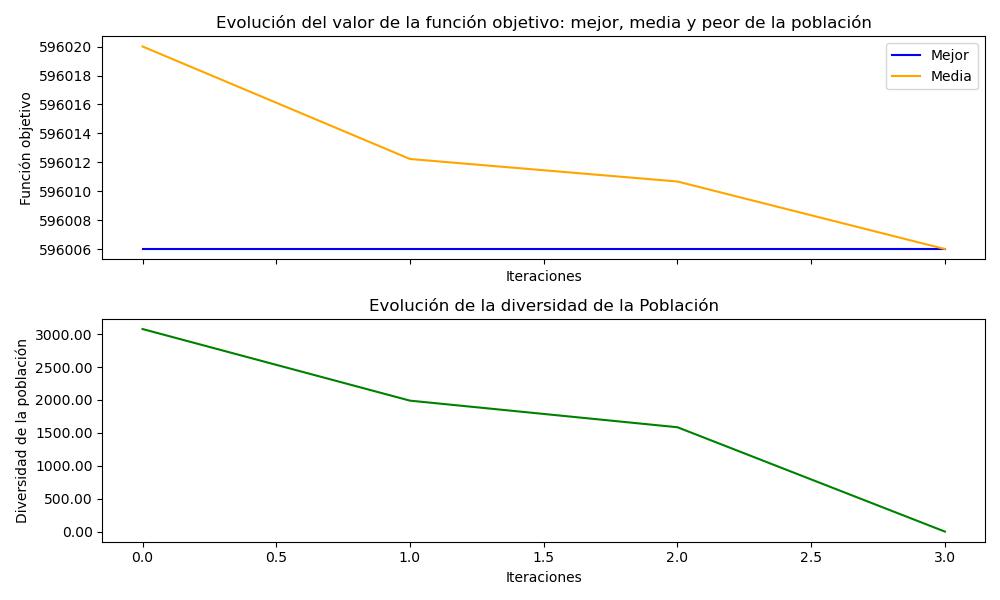 Evolución del valor de la función objetivo: mejor, media y peor de la población
596020
596018
596016
596014
596012
596010
596008
596006
Función objetivo
Mejor
Media
Iteraciones
Evolución de la diversidad de la Población
3000.00
2500.00
2000.00
1500.00
1000.00
500.00
0.00
Diversidad de la población
0.0 0.5 1.0 1.5 2.0 2.5 3.0
Iteraciones